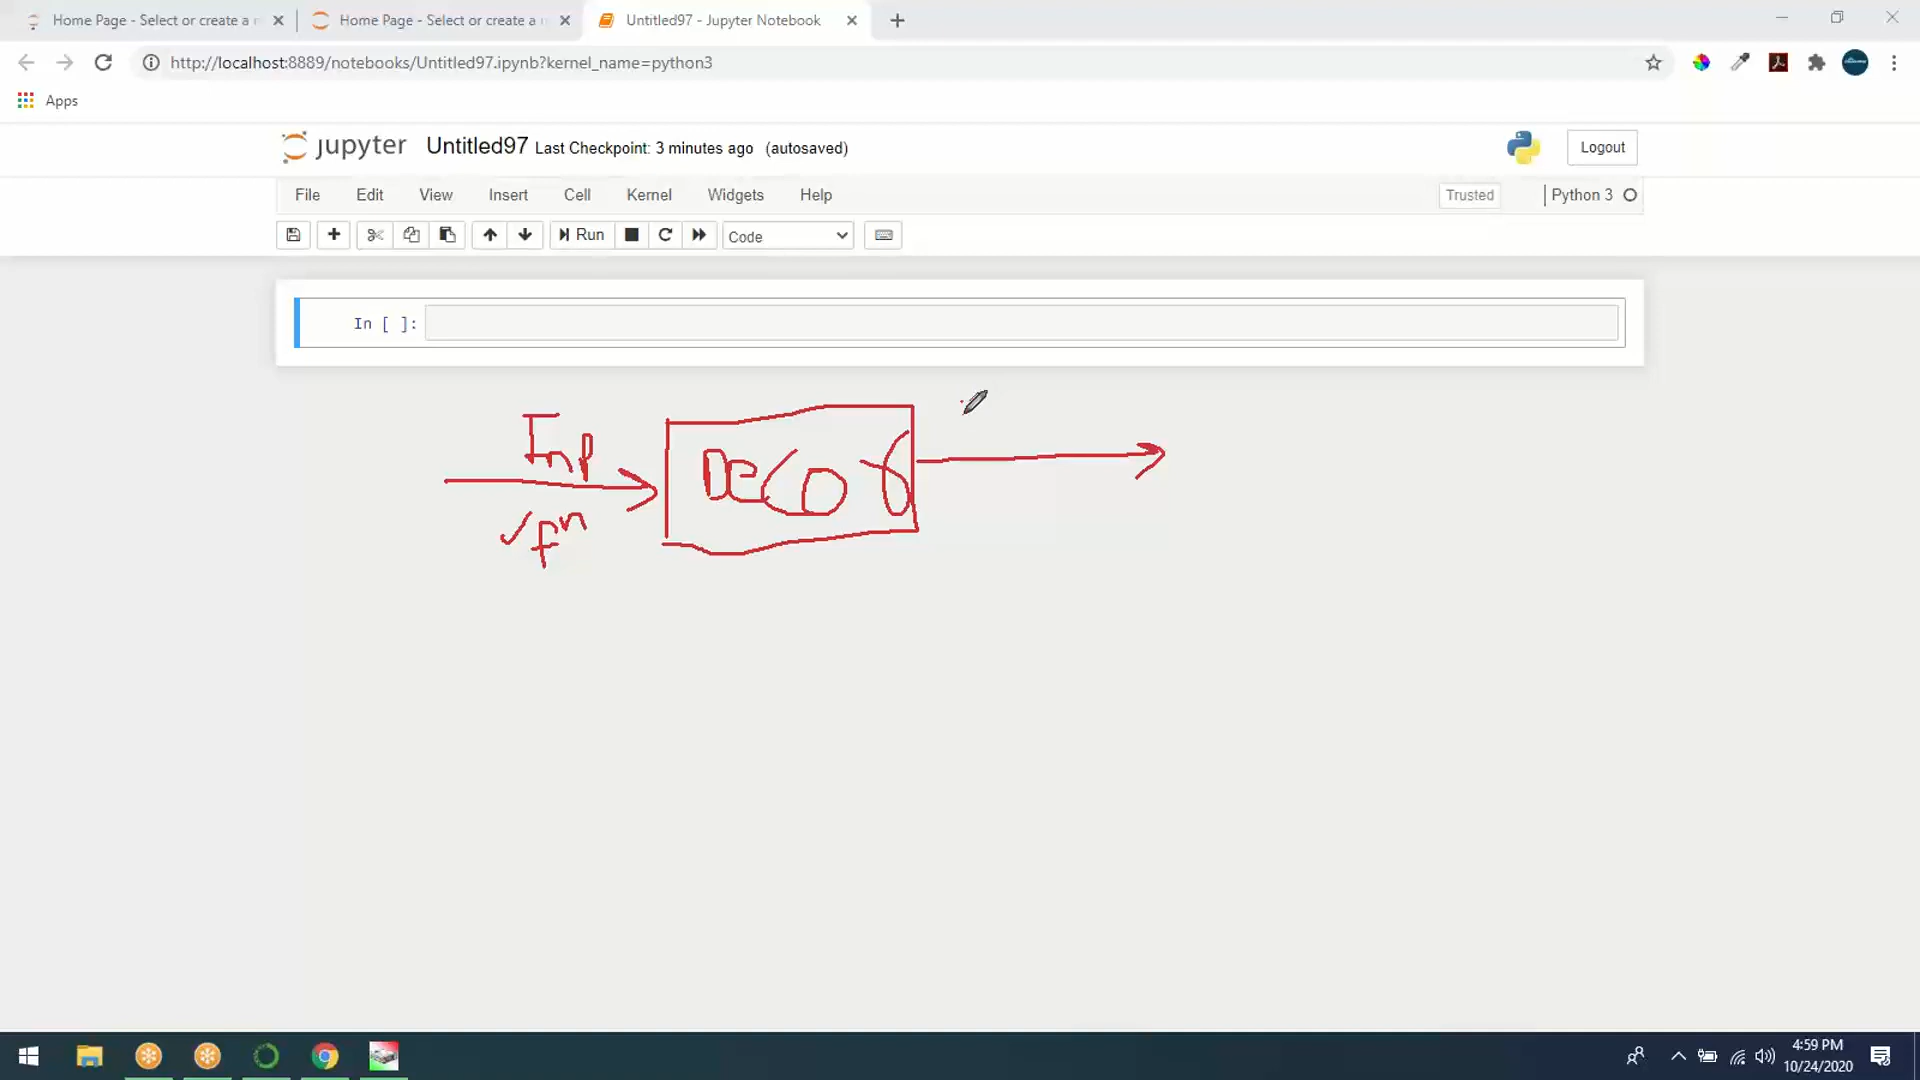 Home Page - Select or create a n
Home Page - Select or create a n
Untitled97 - Jupyter Notebook
http://localhost:8889/notebooks/Untitled97.ipynb?kernel_name=python3
Apps
jupyter Untitled97 Last Checkpoint: 3 minutes ago (autosaved)
Logout
File Edit View Insert Cell Kernel Widgets Help
Trusted
Python 3
Run
Code
In [ ]:
Inp
Decor
fn
4:59 PM
10/24/2020